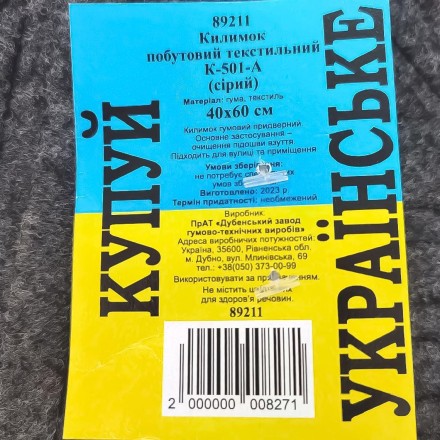 КУПУЙ
УКРАЇНСЬКЕ
89211
Килимок
побутовий текстильний
К-501-А
(сірий)
Матеріал: гума, текстиль
40х60 см
Килимок гумовий придверний
Основне застосування –
очищення підошви взуття
Підходить для вулиці та приміщення
Умови зберігання:
не потребує
умов
Виготовлено: 2023 р
Термін придатності: необмежений
Виробник:
ПрАТ «Дубенський завод
гумово-технічних виробів»
Адреса виробничих потужностей:
Україна, 35600, Рівненська обл
м. Дубно, вул. Млинівська, 69
тел.: +38(050) 373-00-99
Використовувати за призначенням.
Не містить
для здоров'я речовин.
89211
2 000000 008271